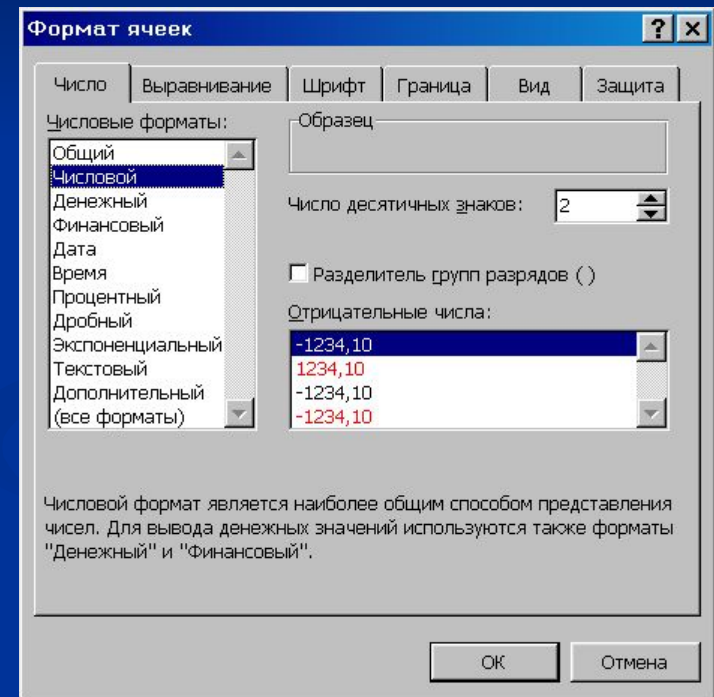 Формат ячеек
Число Выравнивание Шрифт Граница Вид Защита
Числовые форматы:
Общий
Числовой
Денежный
Финансовый
Дата
Время
Процентный
Дробный
Экспоненциальный
Текстовый
Дополнительный
(все форматы)
Образец
Число десятичных знаков: 2
Разделитель групп разрядов ( )
Отрицательные числа:
-1234,10
1234,10
-1234,10
-1234,10
Числовой формат является наиболее общим способом представления
чисел. Для вывода денежных значений используются также форматы
"Денежный" и "Финансовый".
ОК Отмена